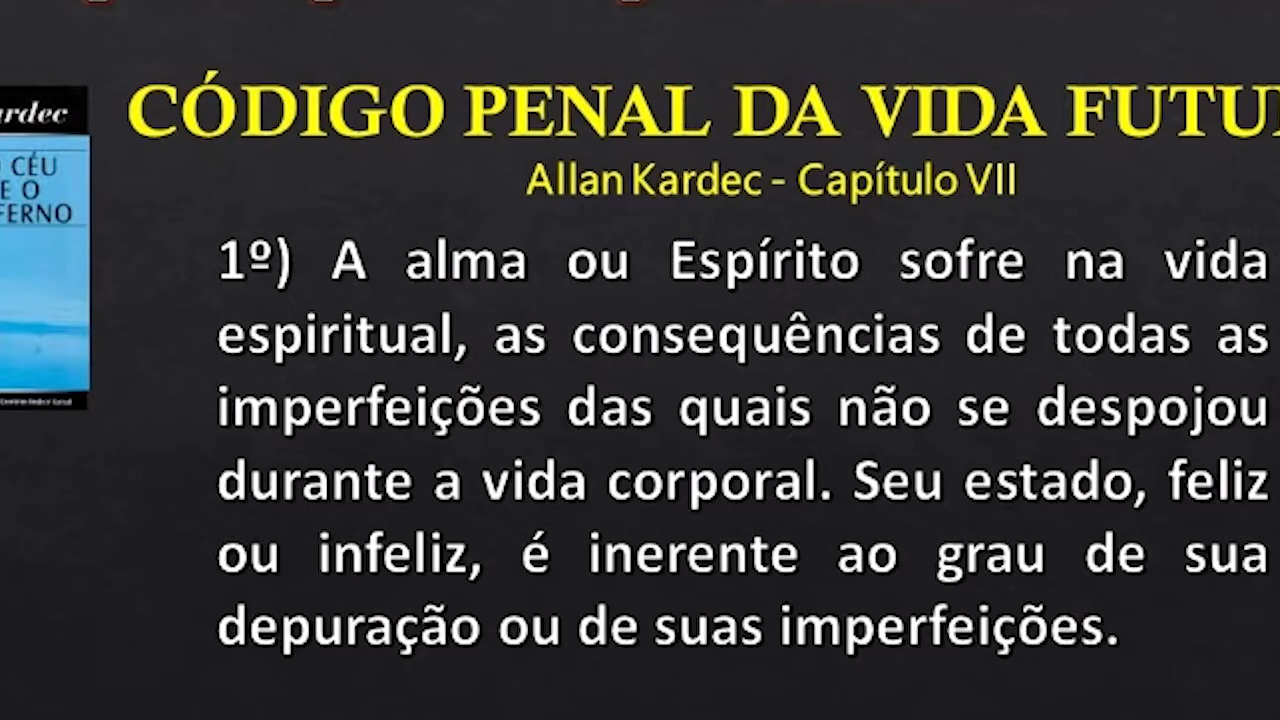 CÓDIGO PENAL DA VIDA FUTU
Allan Kardec - Capítulo VII
ardec
O CÉU
E O
FERNO
1º) A alma ou Espírito sofre na vida
espiritual, as consequências de todas as
imperfeições das quais não se despojou
durante a vida corporal. Seu estado, feliz
ou infeliz, é inerente ao grau de sua
depuração ou de suas imperfeições.